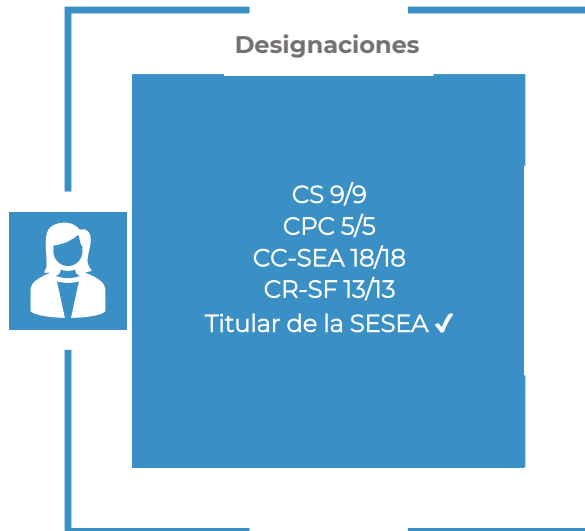 Designaciones
CS 9/9
CPC 5/5
CC-SEA 18/18
CR-SF 13/13
Titular de la SESEA ✓